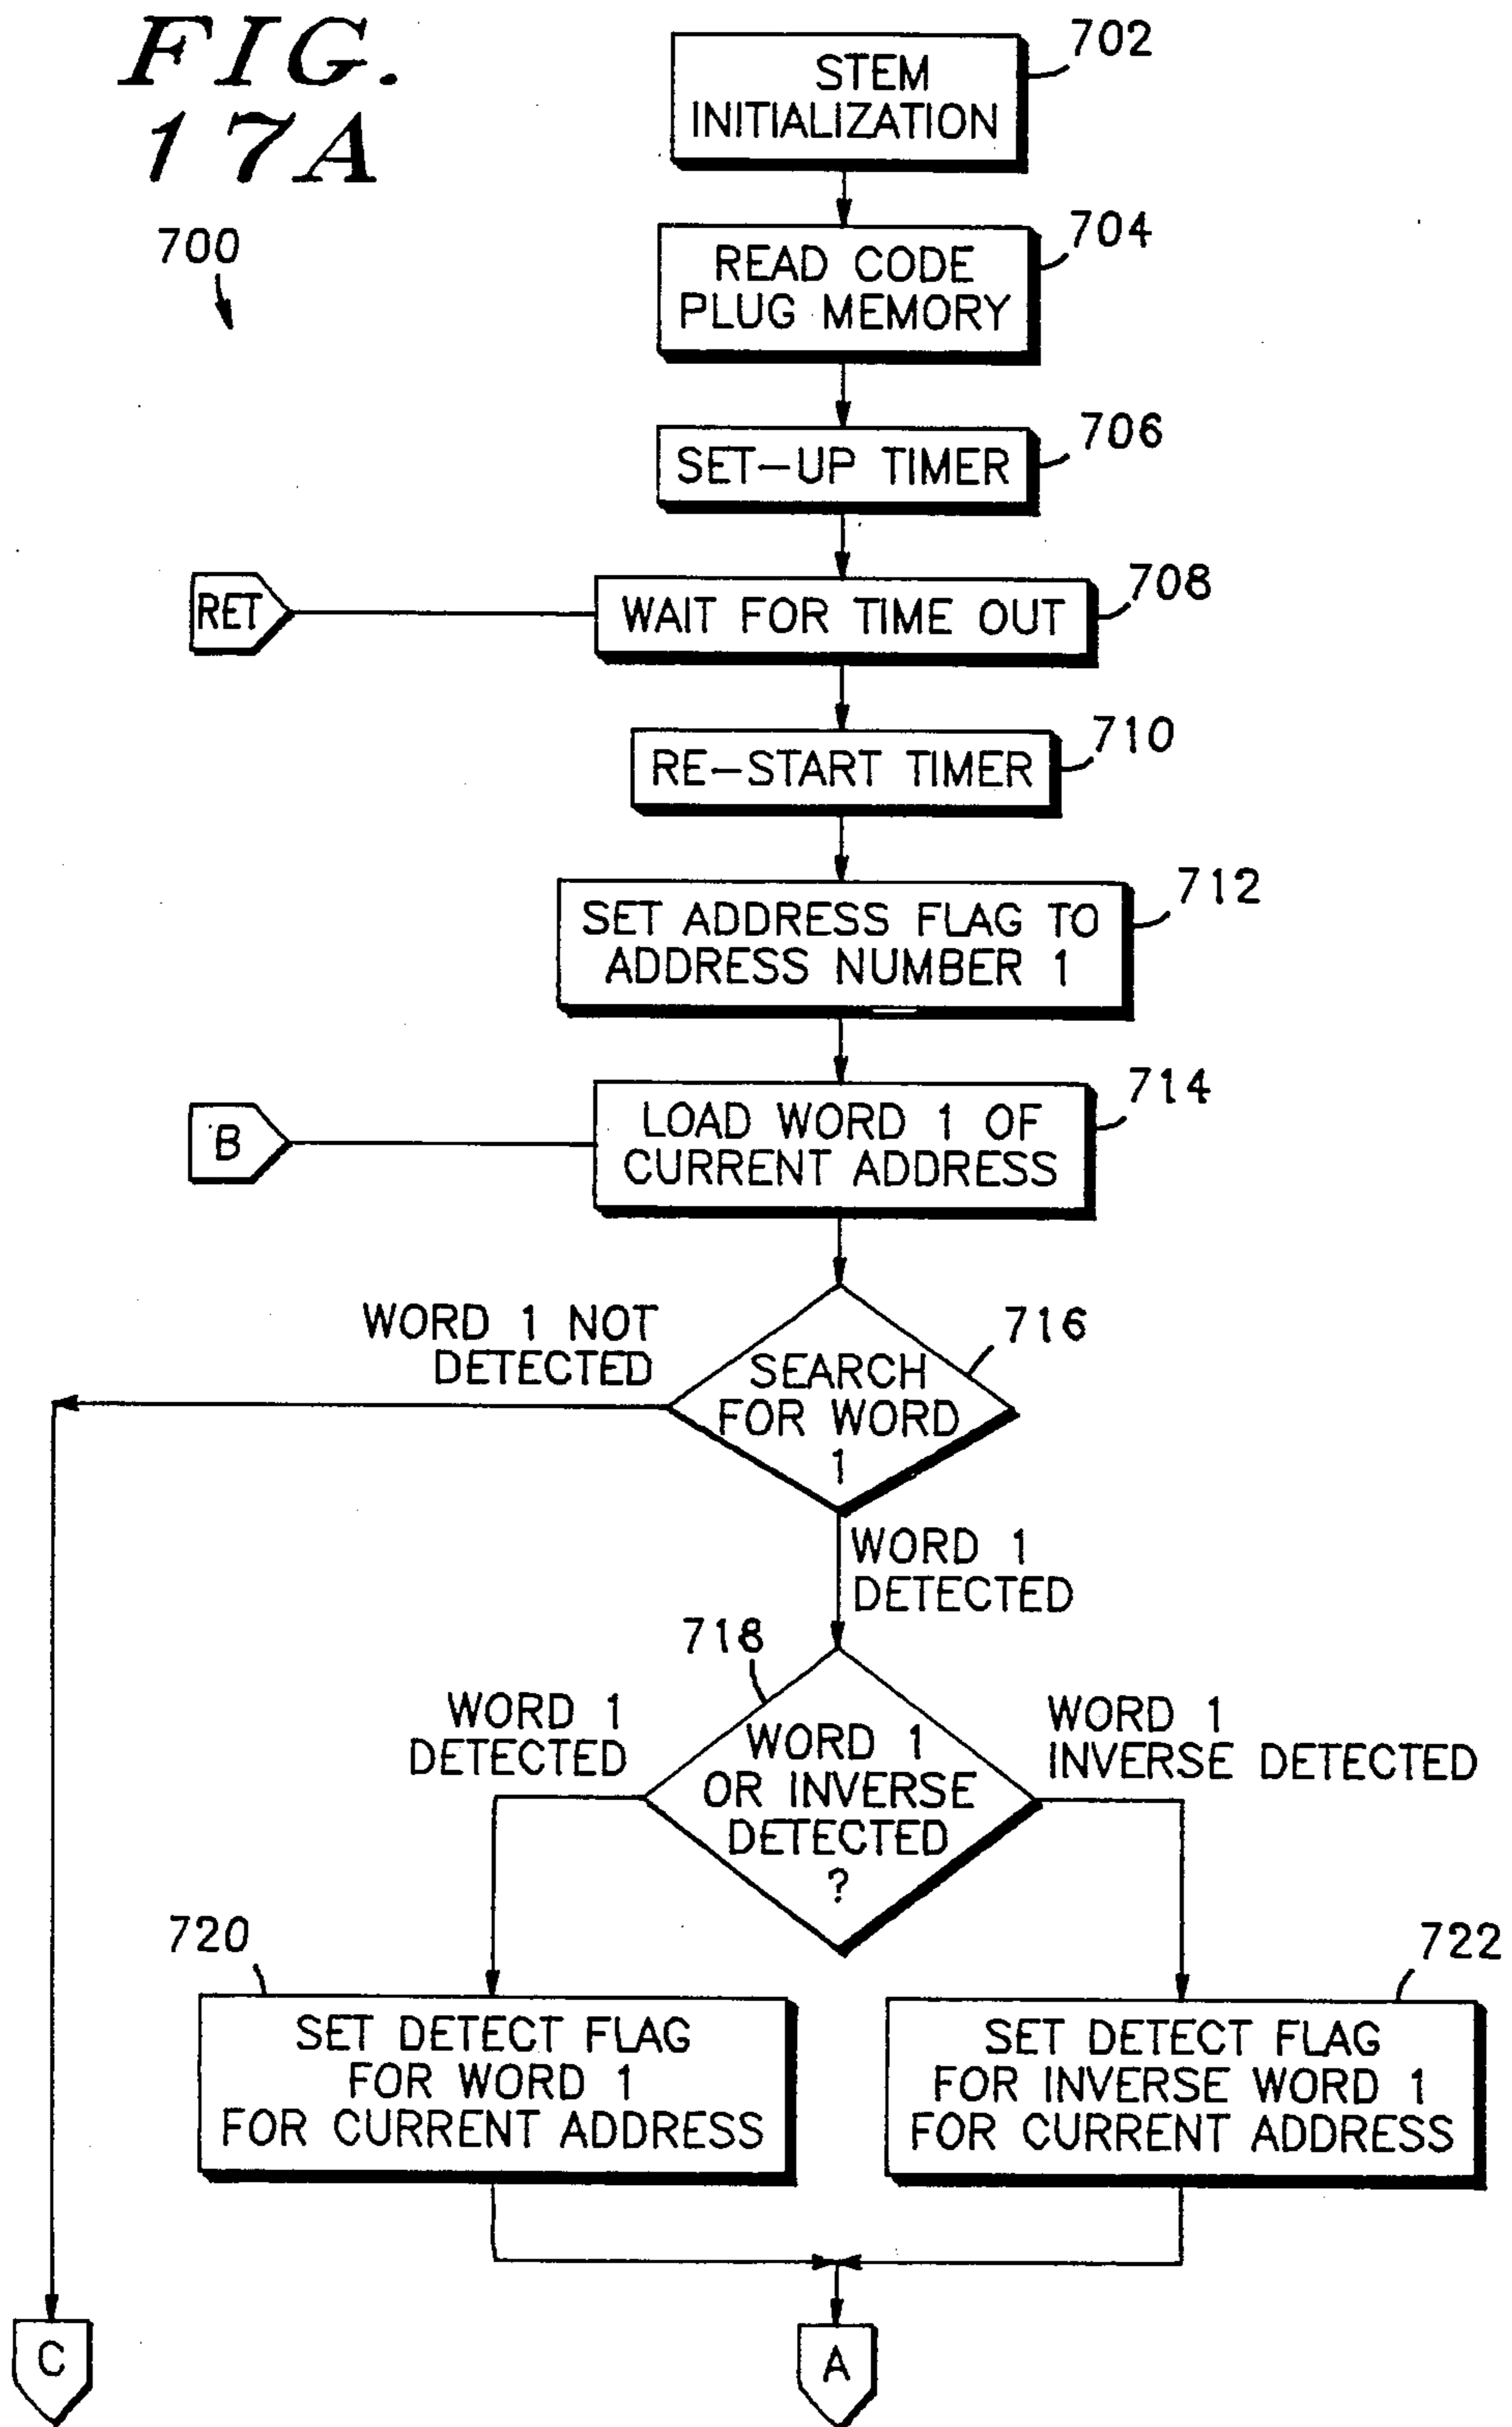 FIG.
17A
700
STEM
INITIALIZATION
702
READ CODE
PLUG MEMORY
704
SET-UP TIMER
706
RET
WAIT FOR TIME OUT
708
RE-START TIMER
710
SET ADDRESS FLAG TO
ADDRESS NUMBER 1
712
B
LOAD WORD 1 OF
CURRENT ADDRESS
714
WORD 1 NOT
DETECTED
SEARCH
FOR WORD
1
716
WORD 1
DETECTED
718
WORD 1
DETECTED
WORD 1
OR INVERSE
DETECTED
?
WORD 1
INVERSE DETECTED
720
SET DETECT FLAG
FOR WORD 1
FOR CURRENT ADDRESS
722
SET DETECT FLAG
FOR INVERSE WORD 1
FOR CURRENT ADDRESS
C
A